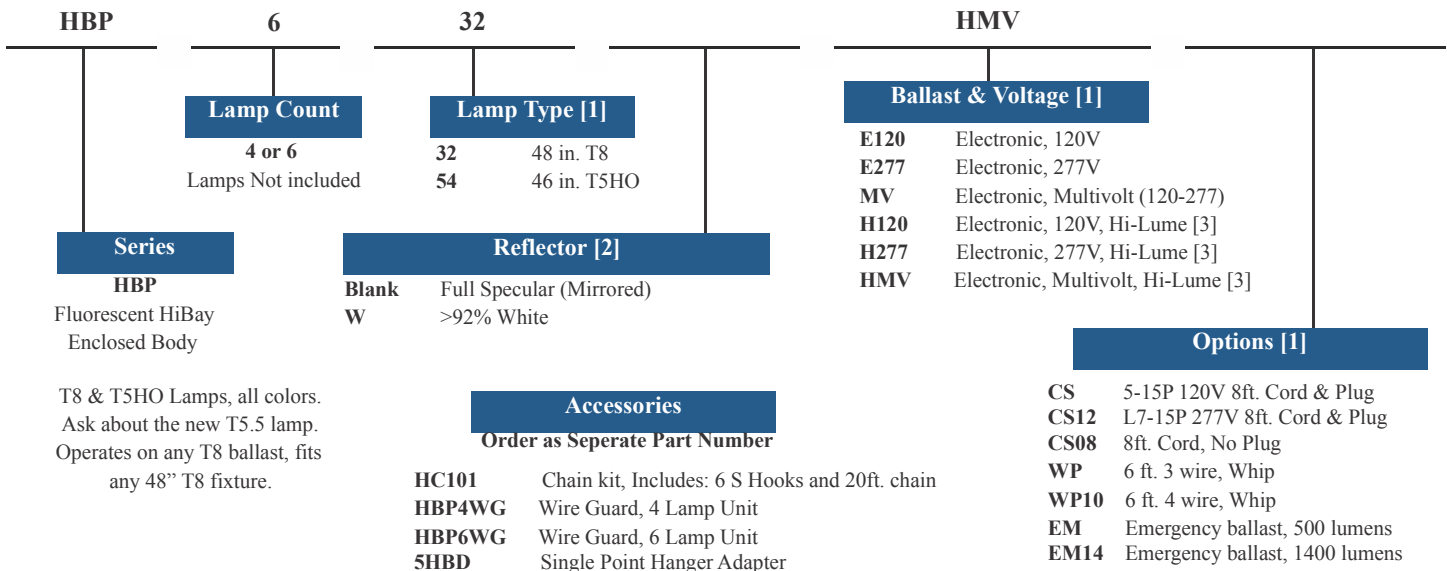 HBP 6 32 HMV
Lamp Count
4 or 6
Lamps Not included
Lamp Type [1]
32 48 in. T8
54 46 in. T5HO
Ballast & Voltage [1]
E120 Electronic, 120V
E277 Electronic, 277V
MV Electronic, Multivolt (120-277)
H120 Electronic, 120V, Hi-Lume [3]
H277 Electronic, 277V, Hi-Lume [3]
HMV Electronic, Multivolt, Hi-Lume [3]
Series
HBP
Fluorescent HiBay
Enclosed Body
T8 & T5HO Lamps, all colors.
Ask about the new T5.5 lamp.
Operates on any T8 ballast, fits
any 48” T8 fixture.
Reflector [2]
Blank Full Specular (Mirrored)
W >92% White
Accessories
Order as Seperate Part Number
HC101 Chain kit, Includes: 6 S Hooks and 20ft. chain
HBP4WG Wire Guard, 4 Lamp Unit
HBP6WG Wire Guard, 6 Lamp Unit
5HBD Single Point Hanger Adapter
Options [1]
CS 5-15P 120V 8ft. Cord & Plug
CS12 L7-15P 277V 8ft. Cord & Plug
CS08 8ft. Cord, No Plug
WP 6 ft. 3 wire, Whip
WP10 6 ft. 4 wire, Whip
EM Emergency ballast, 500 lumens
EM14 Emergency ballast, 1400 lumens